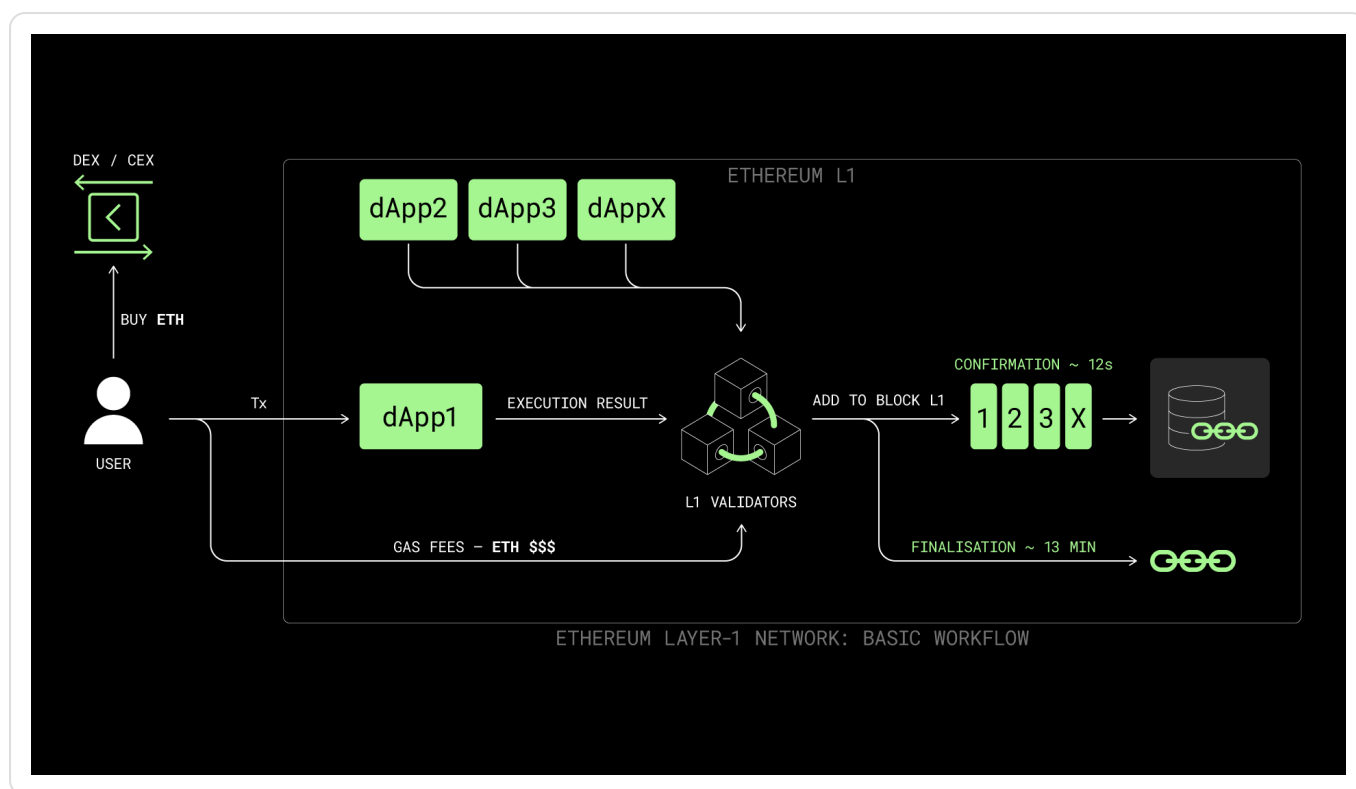 DEX / CEX
ETHEREUM L1
dApp2
dApp3
dAppX
BUY ETH
CONFIRMATION ~ 12s
Tx
dApp1
EXECUTION RESULT
ADD TO BLOCK L1
1
2
3
X
USER
L1 VALIDATORS
GAS FEES – ETH $$$
FINALISATION ~ 13 MIN
ETHEREUM LAYER-1 NETWORK: BASIC WORKFLOW